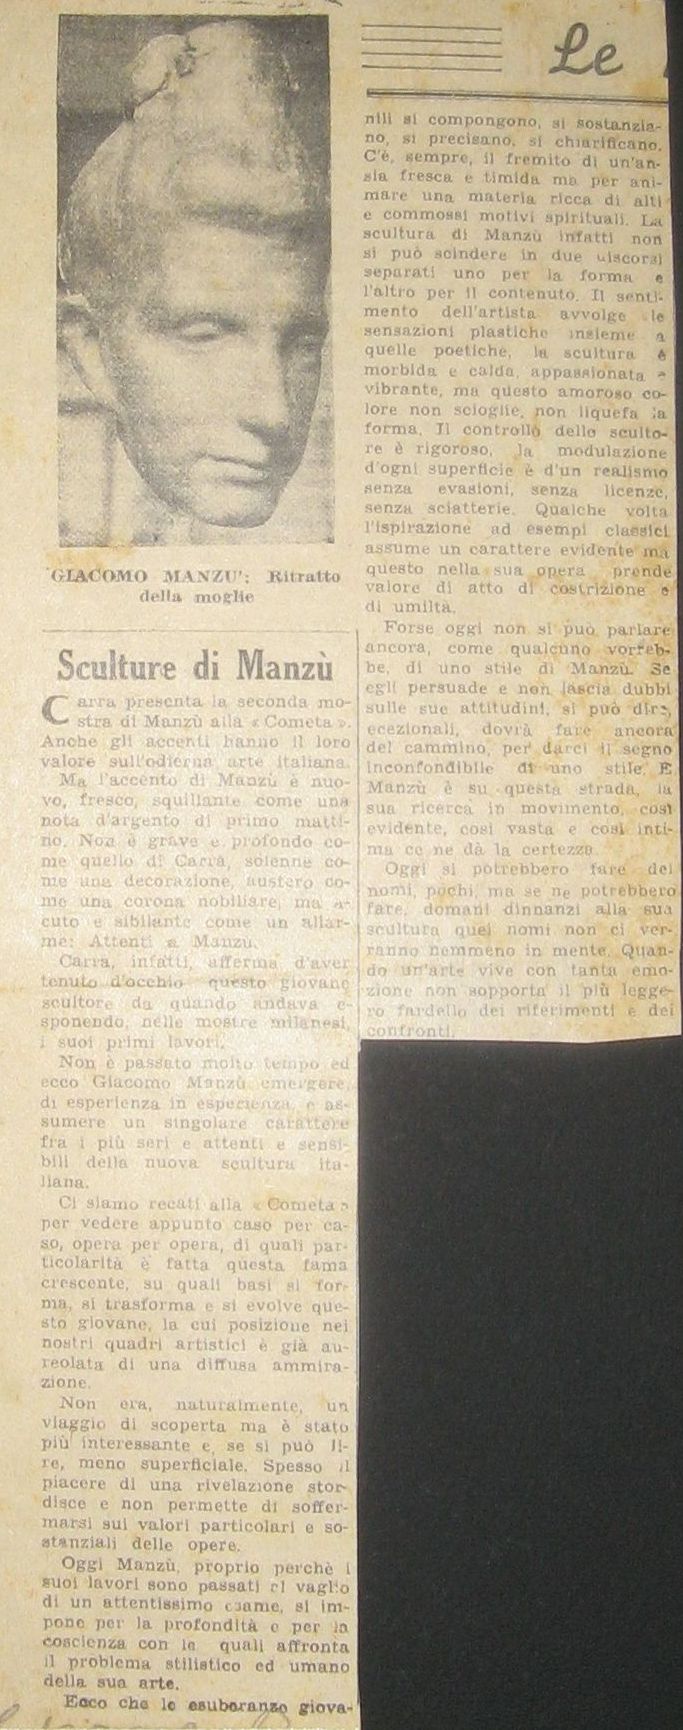 GIACOMO MANZU': Ritratto
della moglie
Sculture di Manzù
Carra presenta la seconda mo-
stra di Manzù alla « Cometa ».
Anche gli accenti hanno il loro
valore sull'odierna arte italiana.
Ma l'accento di Manzù è nuo-
vo, fresco, squillante come una
nota d'argento di primo matti-
no. Non è grave e profondo co-
me quello di Carrà, solenne co-
me una decorazione, austero co-
me una corona nobiliare, ma a-
cuto e sibilante come un allar-
me: Attenti a Manzù.
Carra, infatti, afferma d'aver
tenuto d'occhio questo giovane
scultore da quando andava e-
sponendo, nelle mostre milanesi,
i suoi primi lavori.
Non è passato molto tempo ed
ecco Giacomo Manzù emergere,
di esperienza in esperienza, e as-
sumere un singolare carattere
fra i più seri e attenti e sensi-
bili della nuova scultura ita-
liana.
Ci siamo recati alla « Cometa »
per vedere appunto caso per ca-
so, opera per opera, di quali par-
ticolarità è fatta questa fama
crescente, su quali basi si for-
ma, si trasforma e si evolve que-
sto giovane, la cui posizione nei
nostri quadri artistici è già au-
reolata di una diffusa ammira-
zione.
Non era, naturalmente, un
viaggio di scoperta ma è stato
più interessante e, se si può di-
re, meno superficiale. Spesso il
piacere di una rivelazione stor-
disce e non permette di soffer-
marsi sui valori particolari e so-
stanziali delle opere.
Oggi Manzù, proprio perchè i
suoi lavori sono passati al vaglio
di un attentissimo esame, si im-
pone per la profondità e per la
coscienza con le quali affronta
il problema stilistico ed umano
della sua arte.
Ecco che le esuberanze giova-
Le
nili si compongono, si sostanzia-
no, si precisano, si chiarificano.
C'è, sempre, il fremito di un'an-
sia fresca e timida ma per ani-
mare una materia ricca di alti
e commossi motivi spirituali. La
scultura di Manzù infatti non
si può scindere in due discorsi
separati uno per la forma e
l'altro per il contenuto. Il senti-
mento dell'artista avvolge le
sensazioni plastiche insieme a
quelle poetiche, la scultura è
morbida e calda, appassionata e
vibrante, ma questo amoroso co-
lore non scioglie, non liquefa la
forma. Il controllo dello sculto-
re è rigoroso, la modulazione
d'ogni superficie è d'un realismo
senza evasioni, senza licenze,
senza sciatterie. Qualche volta
l'ispirazione ad esempi classici
assume un carattere evidente ma
questo nella sua opera prende
valore di atto di costrizione e
di umiltà.
Forse oggi non si può parlare
ancora, come qualcuno vorreb-
be, di uno stile di Manzù. Se
egli persuade e non lascia dubbi
sulle sue attitudini, si può dire,
ecezionali, dovrà fare ancora
del cammino, per darci il segno
inconfondibile di uno stile. E
Manzù è su questa strada, la
sua ricerca in movimento, così
evidente, così vasta e così inti-
ma ce ne dà la certezza.
Oggi si potrebbero fare dei
nomi, pochi, ma se ne potrebbero
fare, domani dinnanzi alla sua
scultura quei nomi non ci ver-
ranno nemmeno in mente. Quan-
do un'arte vive con tanta emo-
zione non sopporta il più legge-
ro fardello dei riferimenti e dei
confronti.